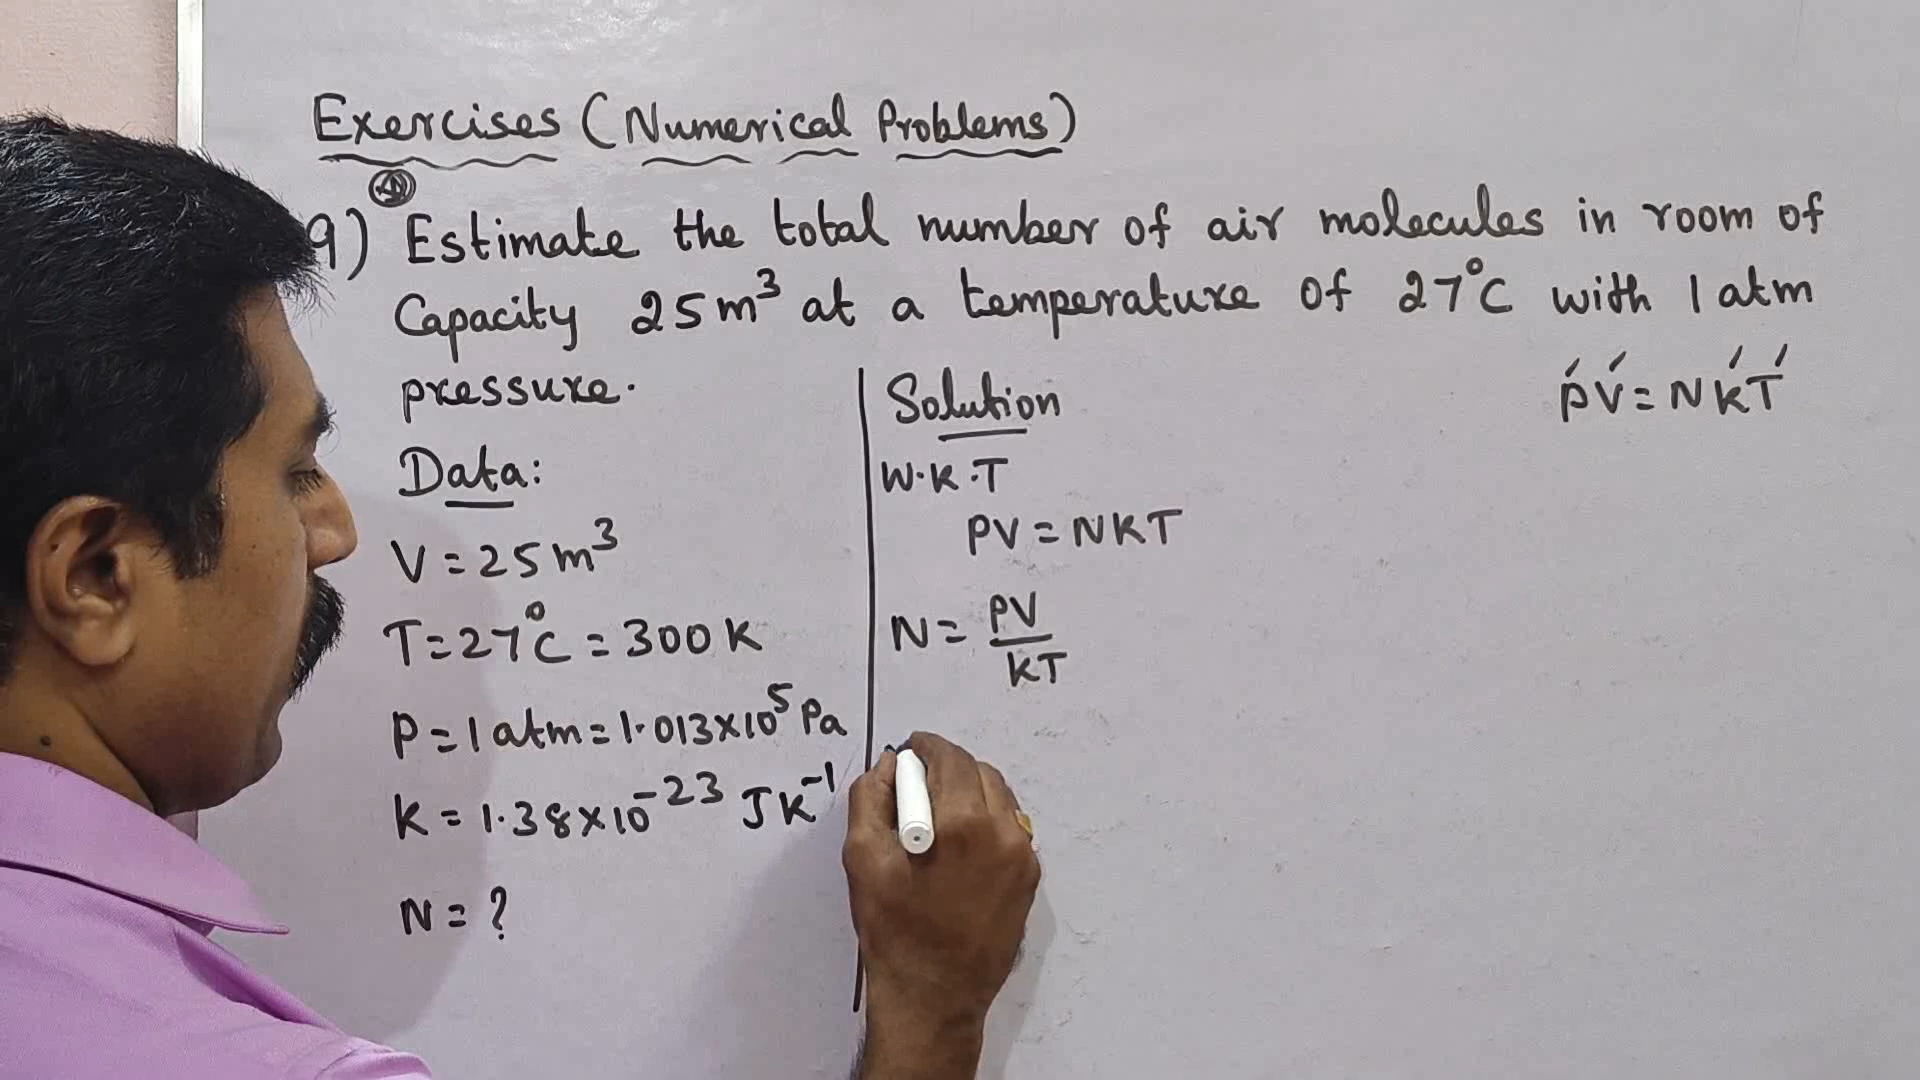 Exercises (Numerical Problems)
9) Estimate the total number of air molecules in room of
Capacity 25 m³ at a temperature of 27°C with 1 atm
pressure.
Data:
V = 25 m³
T = 27°C = 300 K
P = 1 atm = 1.013×10⁵ Pa
K = 1.38×10⁻²³ J K⁻¹
N = ?
Solution
W.K.T
PV = NKT
N = PV/KT
PV = NKT